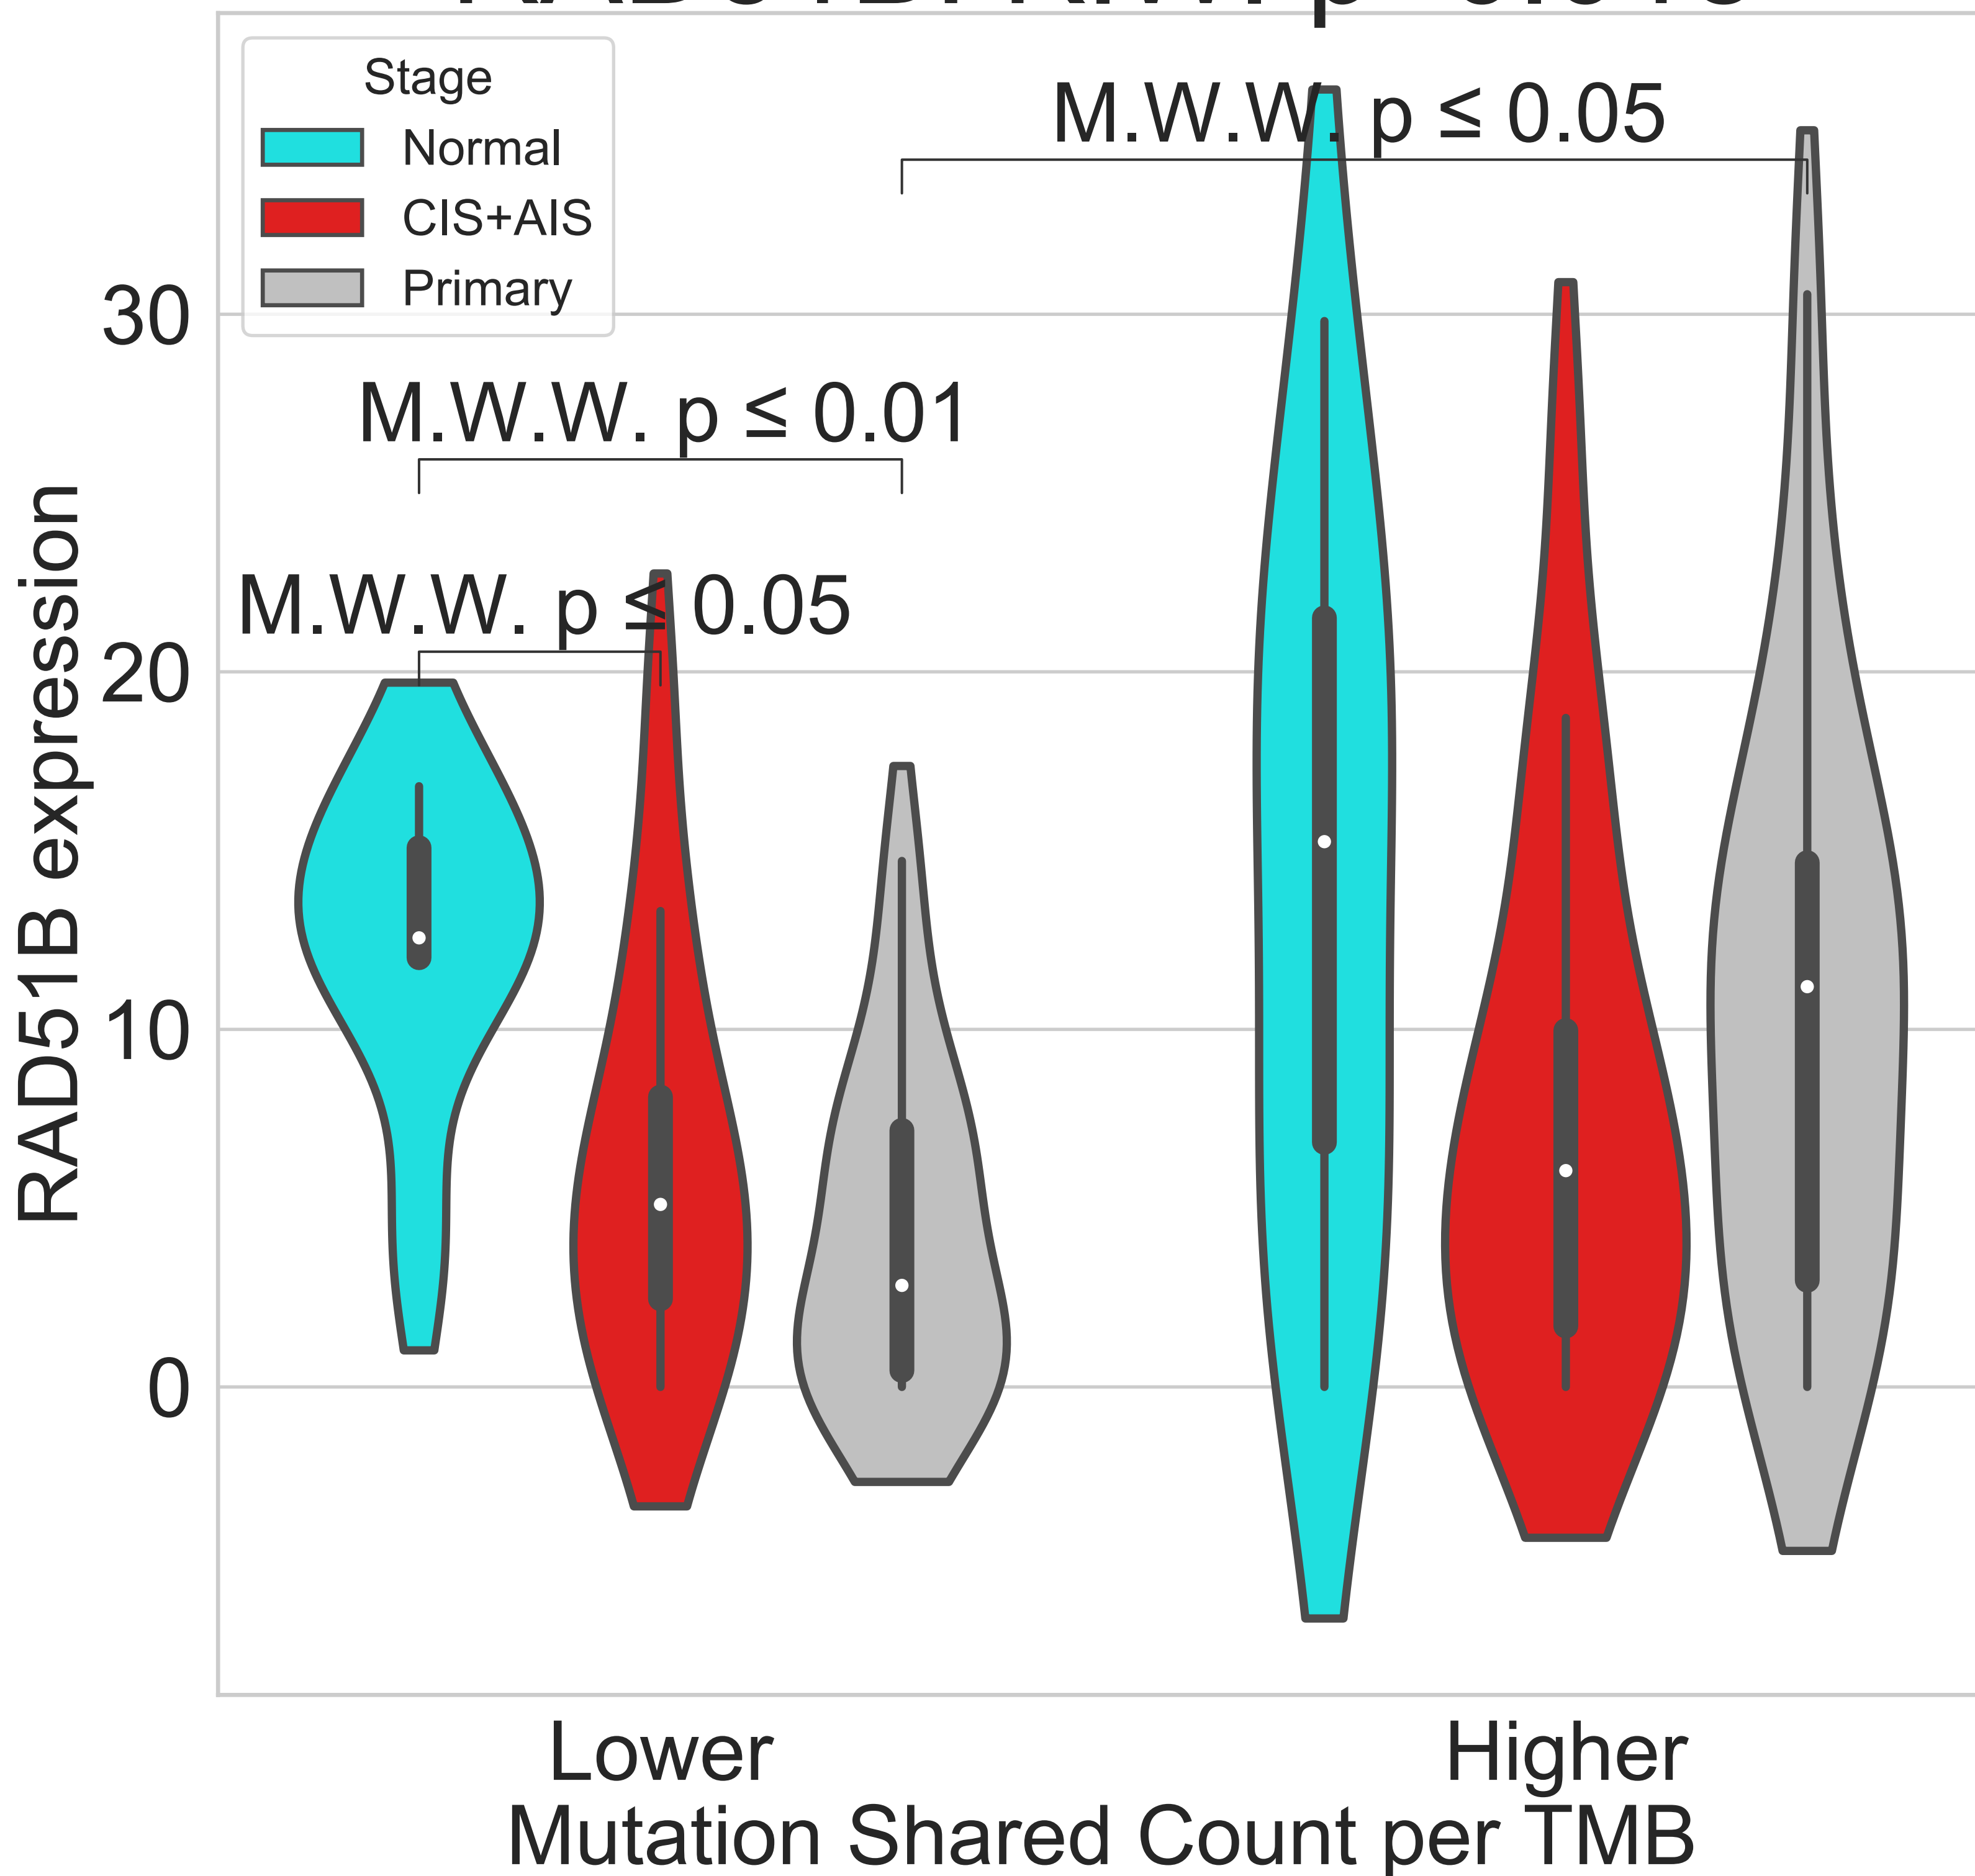 Stage
Normal
CIS+AIS
Primary
M.W.W. p ≤ 0.05
M.W.W. p ≤ 0.01
M.W.W. p ≤ 0.05
30
20
10
0
RAD51B expression
Lower
Higher
Mutation Shared Count per TMB